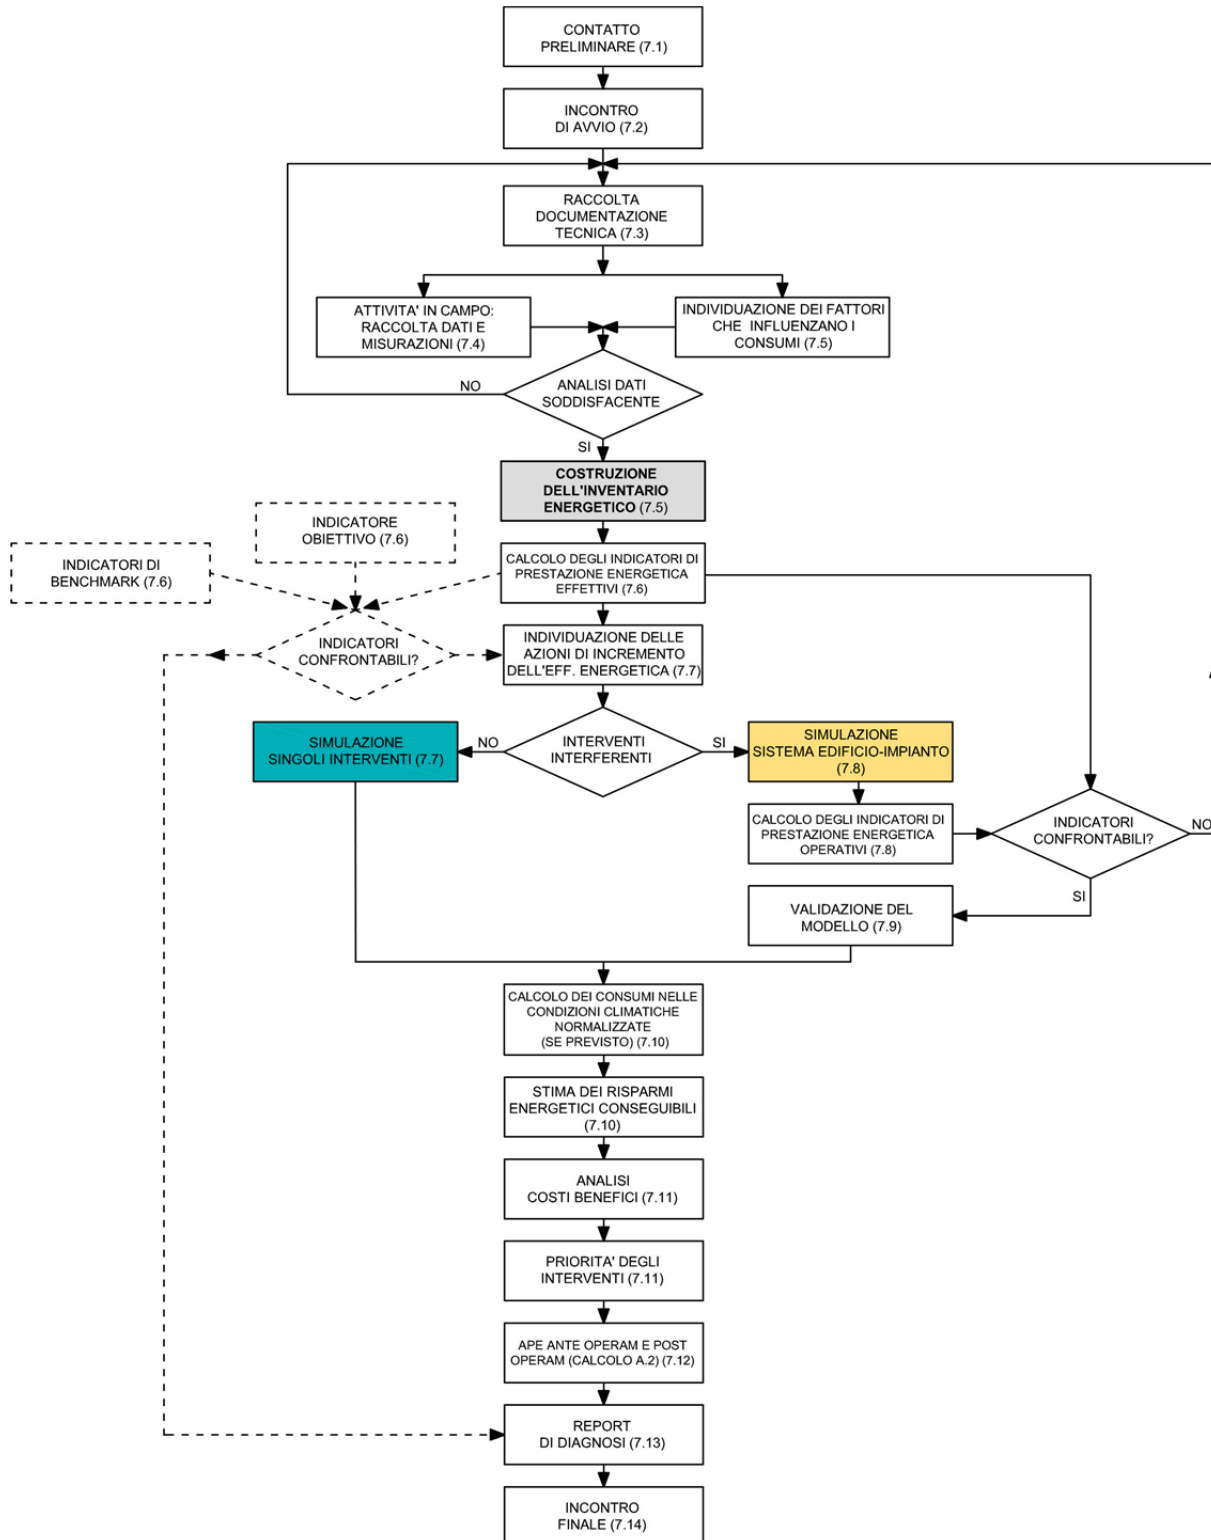 CONTATTO
PRELIMINARE (7.1)
INCONTRO
DI AVVIO (7.2)
RACCOLTA
DOCUMENTAZIONE
TECNICA (7.3)
ATTIVITA' IN CAMPO:
RACCOLTA DATI E
MISURAZIONI (7.4)
INDIVIDUAZIONE DEI FATTORI
CHE INFLUENZANO I
CONSUMI (7.5)
NO
ANALISI DATI
SODDISFACENTE
SI
COSTRUZIONE
DELL'INVENTARIO
ENERGETICO (7.5)
INDICATORE
OBIETTIVO (7.6)
INDICATORI DI
BENCHMARK (7.6)
CALCOLO DEGLI INDICATORI DI
PRESTAZIONE ENERGETICA
EFFETTIVI (7.6)
INDICATORI
CONFRONTABILI?
INDIVIDUAZIONE DELLE
AZIONI DI INCREMENTO
DELL'EFF. ENERGETICA (7.7)
SIMULAZIONE
SINGOLI INTERVENTI (7.7)
NO
INTERVENTI
INTERFERENTI
SI
SIMULAZIONE
SISTEMA EDIFICIO-IMPIANTO
(7.8)
CALCOLO DEGLI INDICATORI DI
PRESTAZIONE ENERGETICA
OPERATIVI (7.8)
INDICATORI
CONFRONTABILI?
NO
SI
VALIDAZIONE DEL
MODELLO (7.9)
CALCOLO DEI CONSUMI NELLE
CONDIZIONI CLIMATICHE
NORMALIZZATE
(SE PREVISTO) (7.10)
STIMA DEI RISPARMI
ENERGETICI CONSEGUIBILI
(7.10)
ANALISI
COSTI BENEFICI (7.11)
PRIORITA' DEGLI
INTERVENTI (7.11)
APE ANTE OPERAM E POST
OPERAM (CALCOLO A.2) (7.12)
REPORT
DI DIAGNOSI (7.13)
INCONTRO
FINALE (7.14)